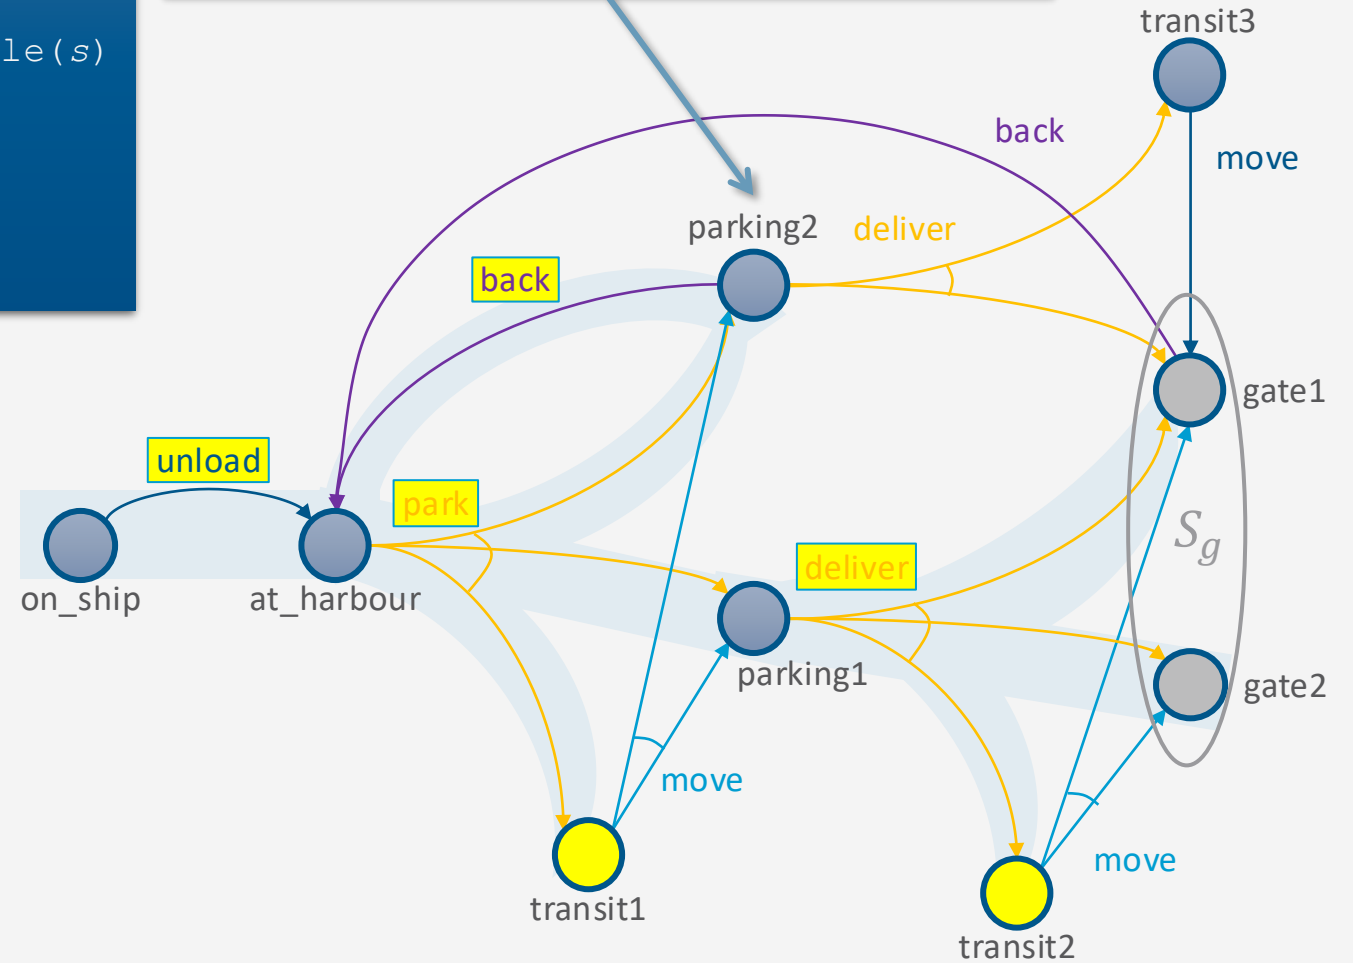 le(s)
transit3
back
move
parking2
deliver
back
gate1
unload
park
S_g
deliver
on_ship
at_harbour
parking1
gate2
move
move
transit1
transit2